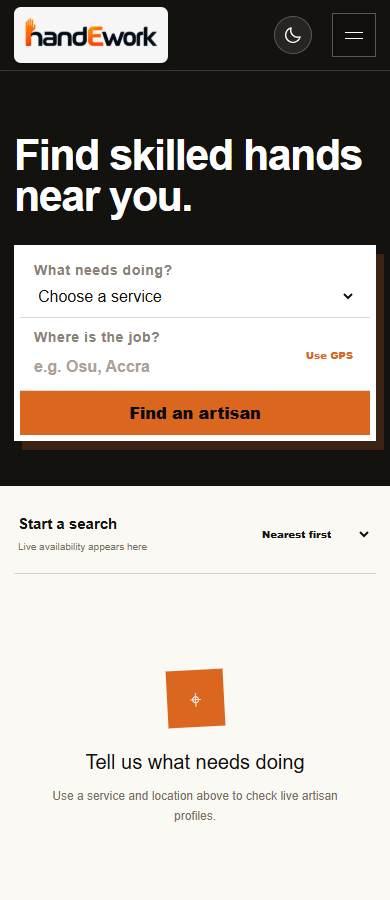 handEwork
Find skilled hands
near you.
What needs doing?
Choose a service
Where is the job?
e.g. Osu, Accra
Use GPS
Find an artisan
Start a search
Live availability appears here
Nearest first
Tell us what needs doing
Use a service and location above to check live artisan
profiles.